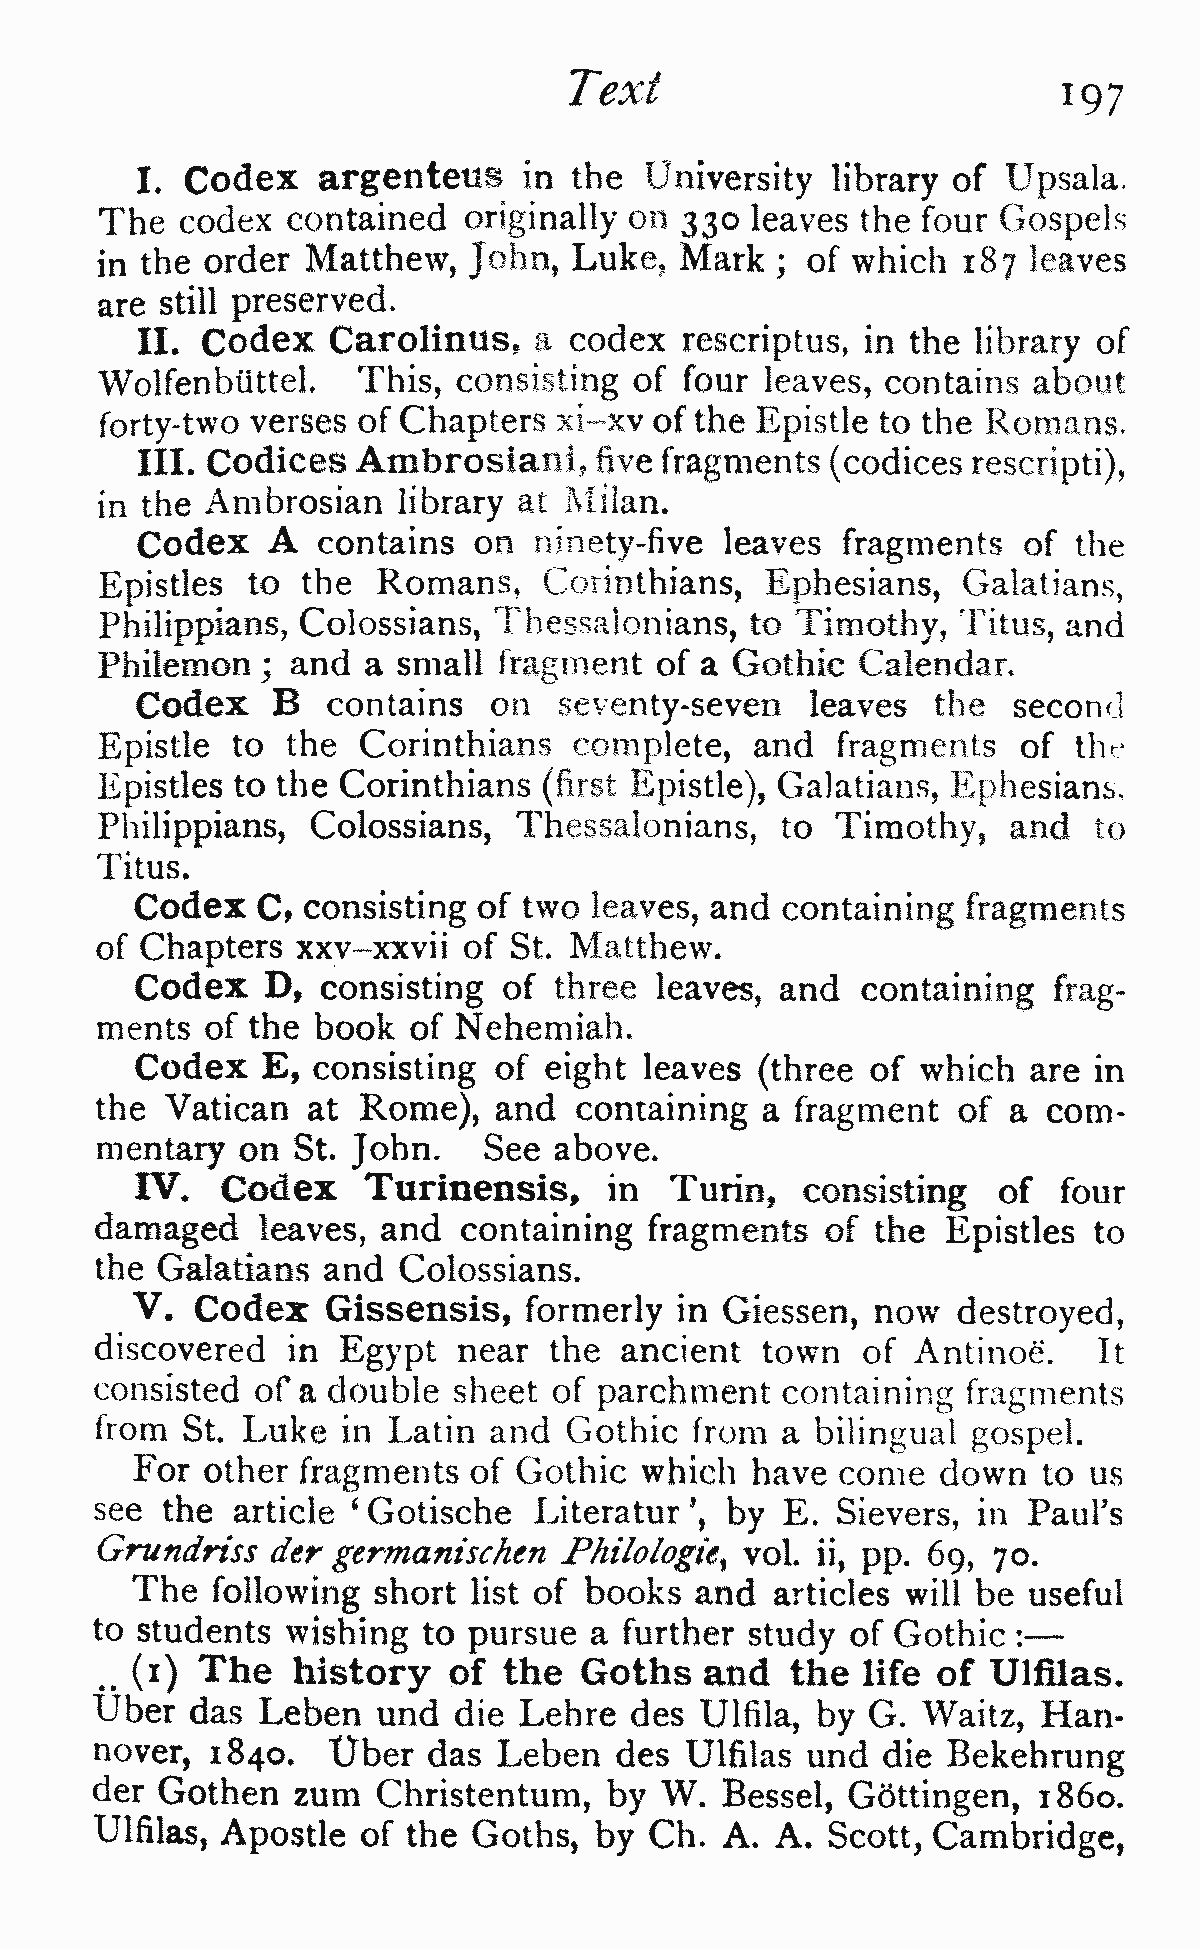 Text 197
I. Codex argenteus in the University library of Upsala.
The codex contained originally on 330 leaves the four Gospels
in the order Matthew, John, Luke, Mark ; of which 187 leaves
are still preserved.
II. Codex Carolinus, a codex rescriptus, in the library of
Wolfenbüttel. This, consisting of four leaves, contains about
forty-two verses of Chapters xi–xv of the Epistle to the Romans.
III. Codices Ambrosiani, five fragments (codices rescripti),
in the Ambrosian library at Milan.
Codex A contains on ninety-five leaves fragments of the
Epistles to the Romans, Corinthians, Ephesians, Galatians,
Philippians, Colossians, Thessalonians, to Timothy, Titus, and
Philemon ; and a small fragment of a Gothic Calendar.
Codex B contains on seventy-seven leaves the second
Epistle to the Corinthians complete, and fragments of the
Epistles to the Corinthians (first Epistle), Galatians, Ephesians,
Philippians, Colossians, Thessalonians, to Timothy, and to
Titus.
Codex C, consisting of two leaves, and containing fragments
of Chapters xxv–xxvii of St. Matthew.
Codex D, consisting of three leaves, and containing frag-
ments of the book of Nehemiah.
Codex E, consisting of eight leaves (three of which are in
the Vatican at Rome), and containing a fragment of a com-
mentary on St. John. See above.
IV. Codex Turinensis, in Turin, consisting of four
damaged leaves, and containing fragments of the Epistles to
the Galatians and Colossians.
V. Codex Gissensis, formerly in Giessen, now destroyed,
discovered in Egypt near the ancient town of Antinoë. It
consisted of a double sheet of parchment containing fragments
from St. Luke in Latin and Gothic from a bilingual gospel.
For other fragments of Gothic which have come down to us
see the article ‘ Gotische Literatur ’, by E. Sievers, in Paul’s
Grundriss der germanischen Philologie, vol. ii, pp. 69, 70.
The following short list of books and articles will be useful
to students wishing to pursue a further study of Gothic :—
(1) The history of the Goths and the life of Ulfilas.
Über das Leben und die Lehre des Ulfila, by G. Waitz, Han-
nover, 1840. Über das Leben des Ulfilas und die Bekehrung
der Gothen zum Christentum, by W. Bessel, Göttingen, 1860.
Ulfilas, Apostle of the Goths, by Ch. A. A. Scott, Cambridge,